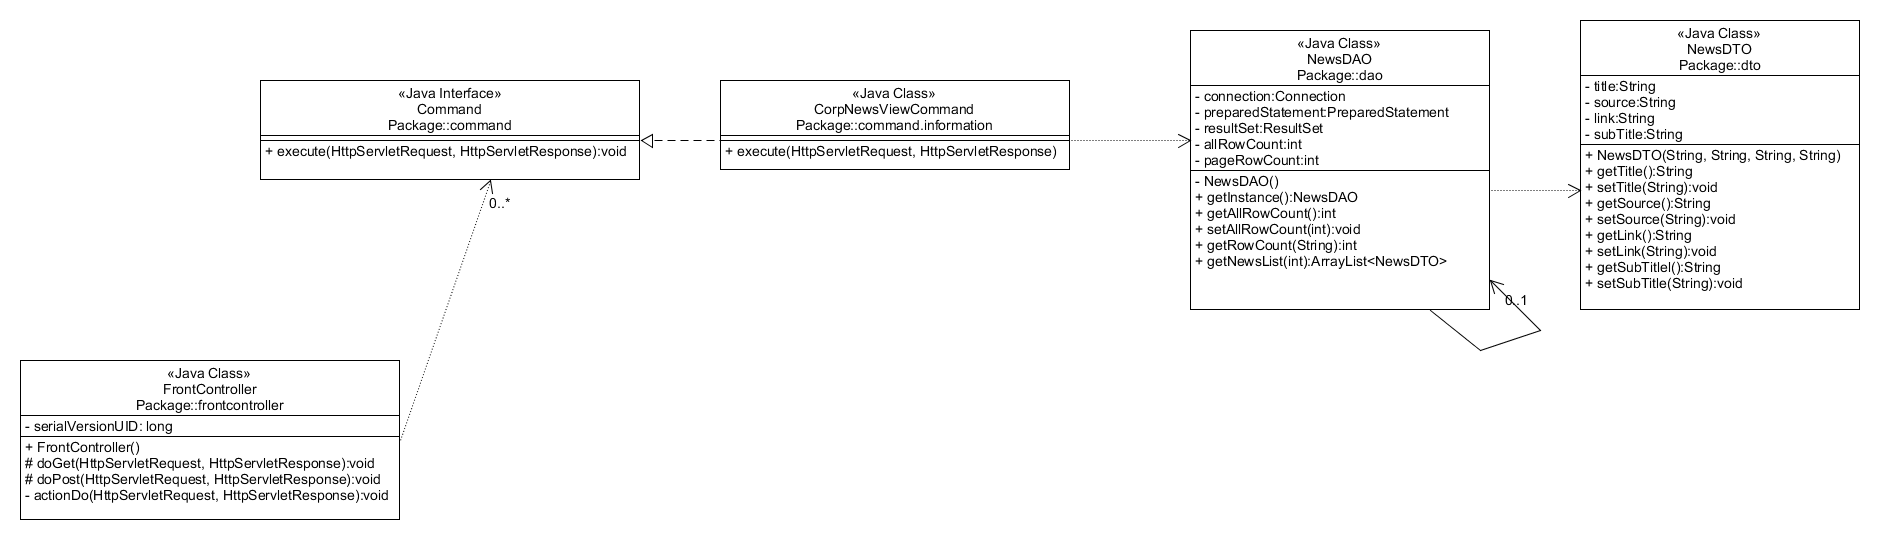 «Java Interface»
Command
Package::command
+ execute(HttpServletRequest, HttpServletResponse):void
0..*
«Java Class»
CorpNewsViewCommand
Package::command.information
+ execute(HttpServletRequest, HttpServletResponse)
«Java Class»
NewsDAO
Package::dao
- connection:Connection
- preparedStatement:PreparedStatement
- resultSet:ResultSet
- allRowCount:int
- pageRowCount:int
- NewsDAO()
+ getInstance():NewsDAO
+ getAllRowCount():int
+ setAllRowCount(int):void
+ getRowCount(String):int
+ getNewsList(int):ArrayList<NewsDTO>
0..1
«Java Class»
NewsDTO
Package::dto
- title:String
- source:String
- link:String
- subTitle:String
+ NewsDTO(String, String, String, String)
+ getTitle():String
+ setTitle(String):void
+ getSource():String
+ setSource(String):void
+ getLink():String
+ setLink(String):void
+ getSubTitlel():String
+ setSubTitle(String):void
«Java Class»
FrontController
Package::frontcontroller
- serialVersionUID: long
+ FrontController()
# doGet(HttpServletRequest, HttpServletResponse):void
# doPost(HttpServletRequest, HttpServletResponse):void
- actionDo(HttpServletRequest, HttpServletResponse):void